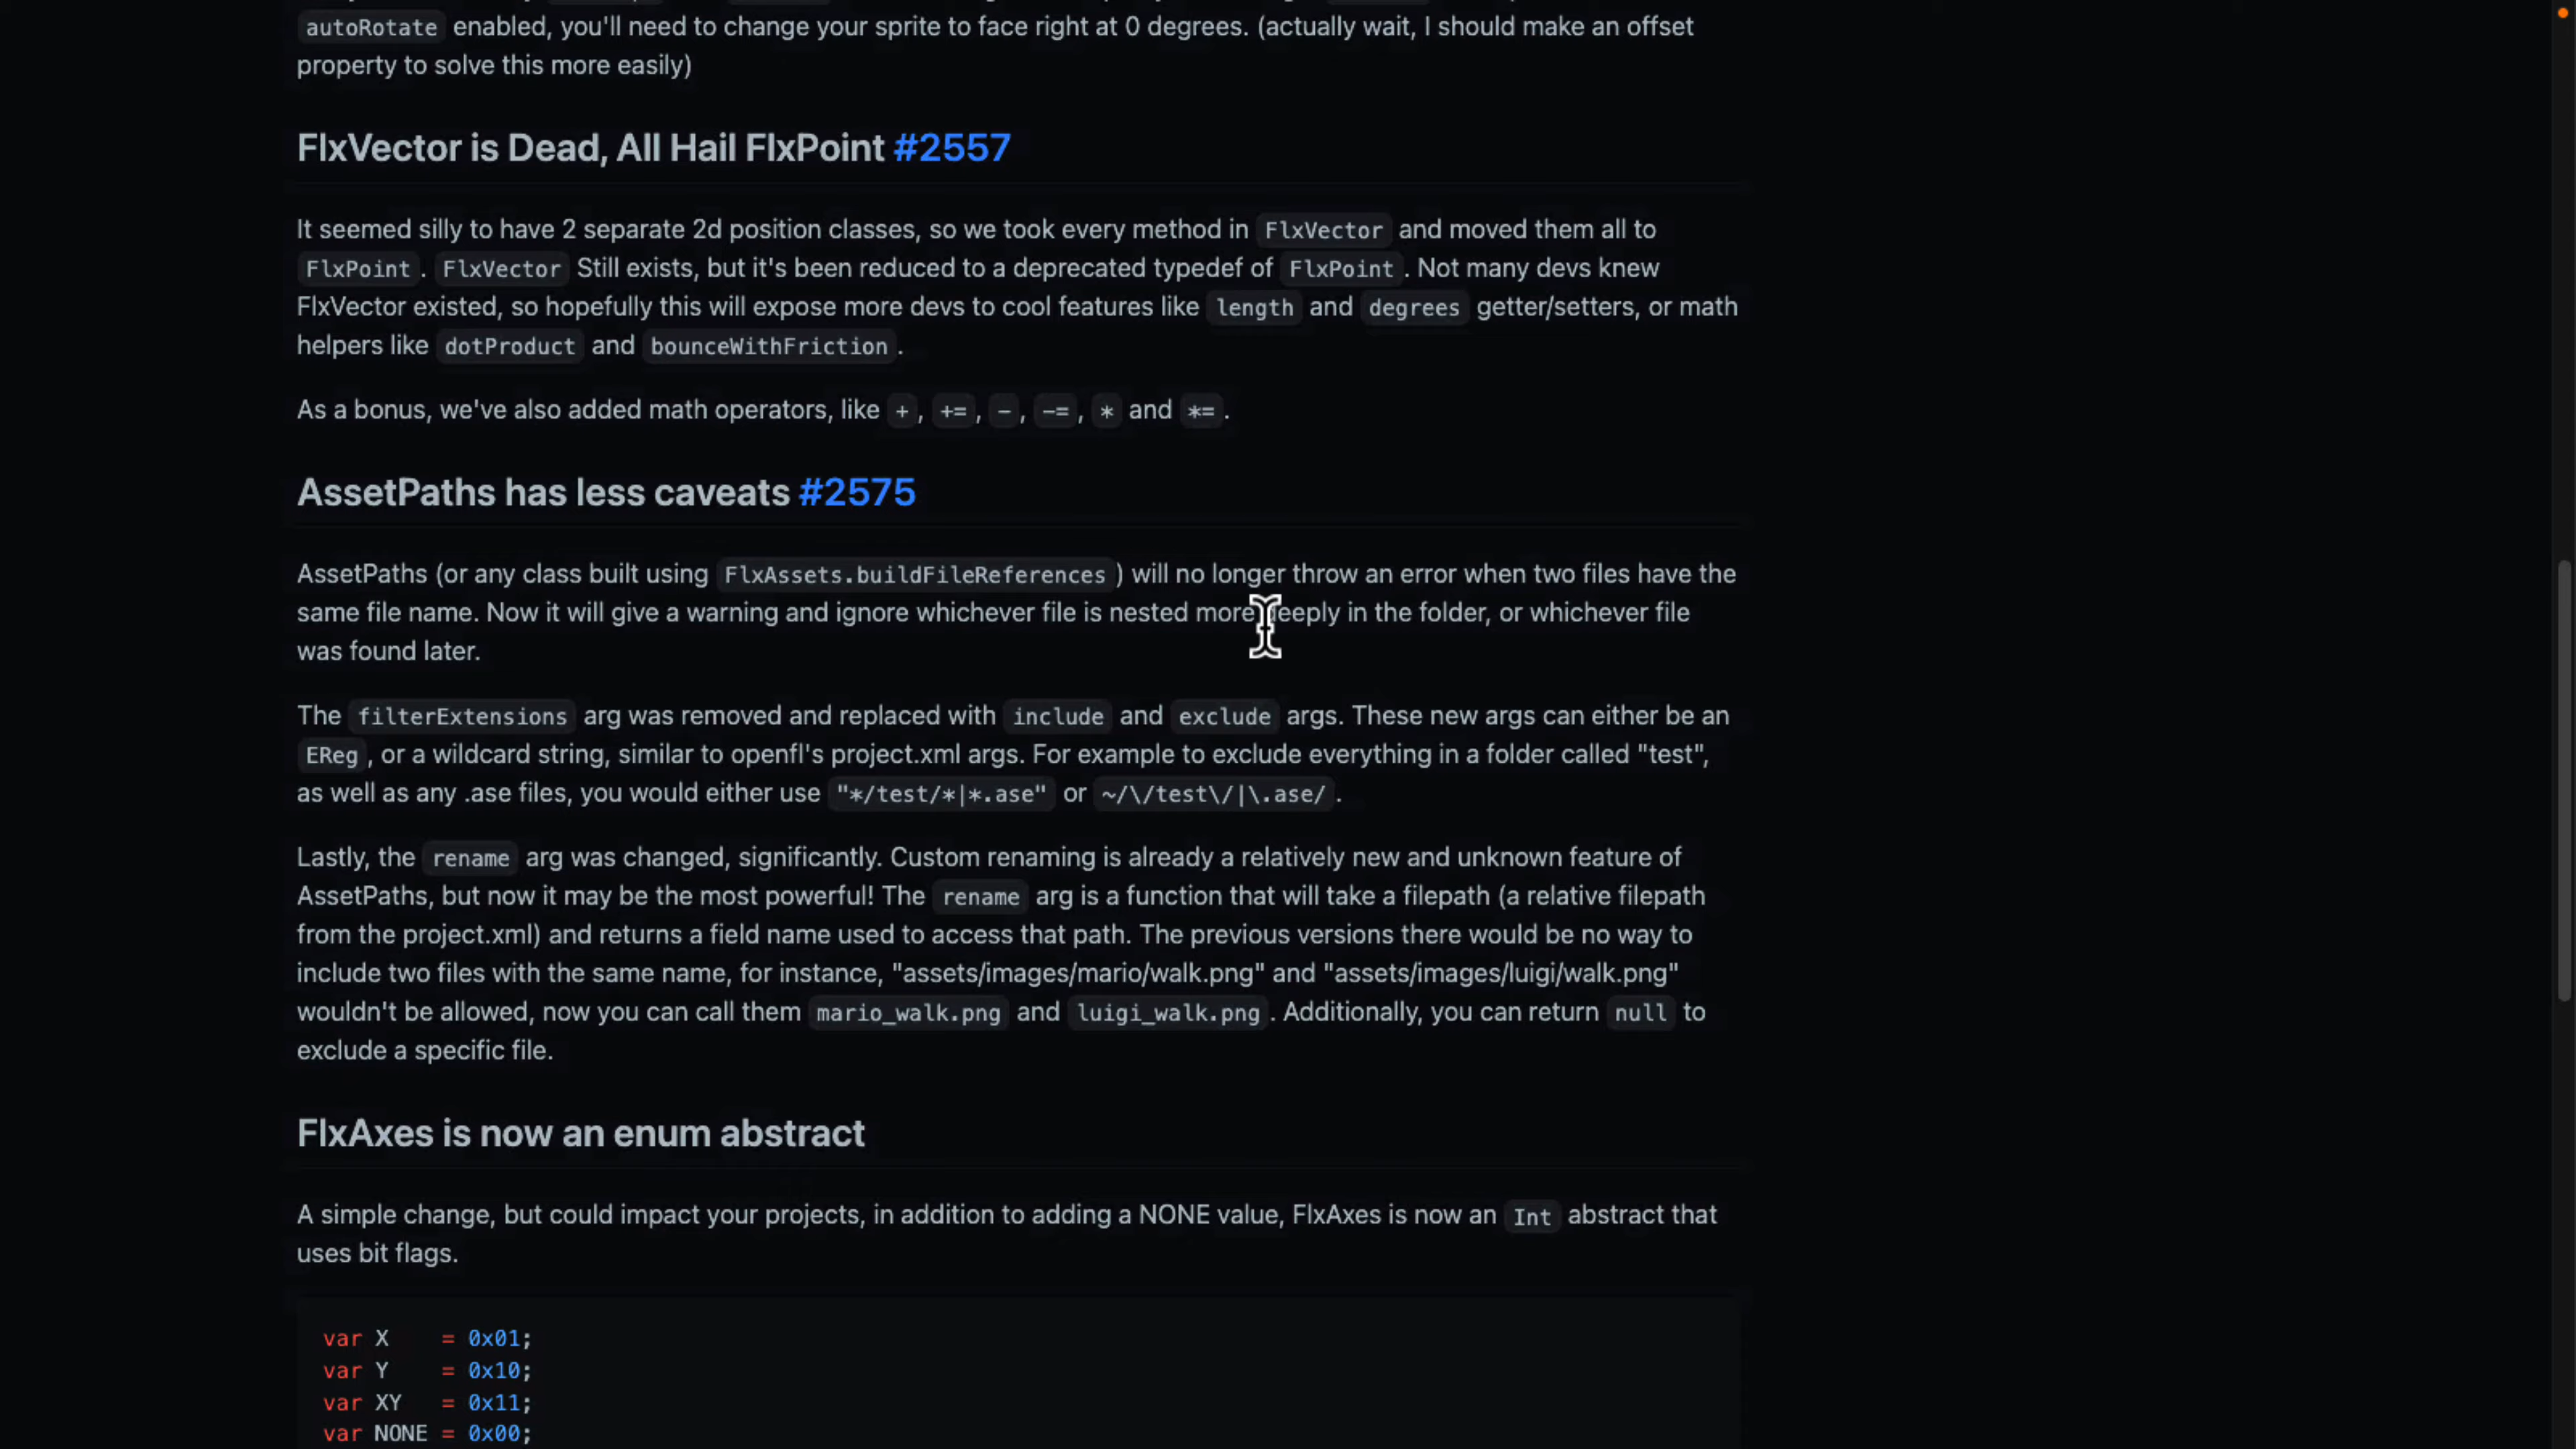 autoRotate enabled, you'll need to change your sprite to face right at 0 degrees. (actually wait, I should make an offset
property to solve this more easily)
FlxVector is Dead, All Hail FlxPoint #2557
It seemed silly to have 2 separate 2d position classes, so we took every method in FlxVector and moved them all to
FlxPoint. FlxVector Still exists, but it's been reduced to a deprecated typedef of FlxPoint. Not many devs knew
FlxVector existed, so hopefully this will expose more devs to cool features like length and degrees getter/setters, or math
helpers like dotProduct and bounceWithFriction.
As a bonus, we've also added math operators, like +, +=, -, -=, * and *=.
AssetPaths has less caveats #2575
AssetPaths (or any class built using FlxAssets.buildFileReferences) will no longer throw an error when two files have the
same file name. Now it will give a warning and ignore whichever file is nested more deeply in the folder, or whichever file
was found later.
The filterExtensions arg was removed and replaced with include and exclude args. These new args can either be an
EReg, or a wildcard string, similar to openfl's project.xml args. For example to exclude everything in a folder called "test",
as well as any .ase files, you would either use "*/test/*|*.ase" or ~/\/test\/|\.ase/.
Lastly, the rename arg was changed, significantly. Custom renaming is already a relatively new and unknown feature of
AssetPaths, but now it may be the most powerful! The rename arg is a function that will take a filepath (a relative filepath
from the project.xml) and returns a field name used to access that path. The previous versions there would be no way to
include two files with the same name, for instance, "assets/images/mario/walk.png" and "assets/images/luigi/walk.png"
wouldn't be allowed, now you can call them mario_walk.png and luigi_walk.png. Additionally, you can return null to
exclude a specific file.
FlxAxes is now an enum abstract
A simple change, but could impact your projects, in addition to adding a NONE value, FlxAxes is now an Int abstract that
uses bit flags.
var X = 0x01;
var Y = 0x10;
var XY = 0x11;
var NONE = 0x00;